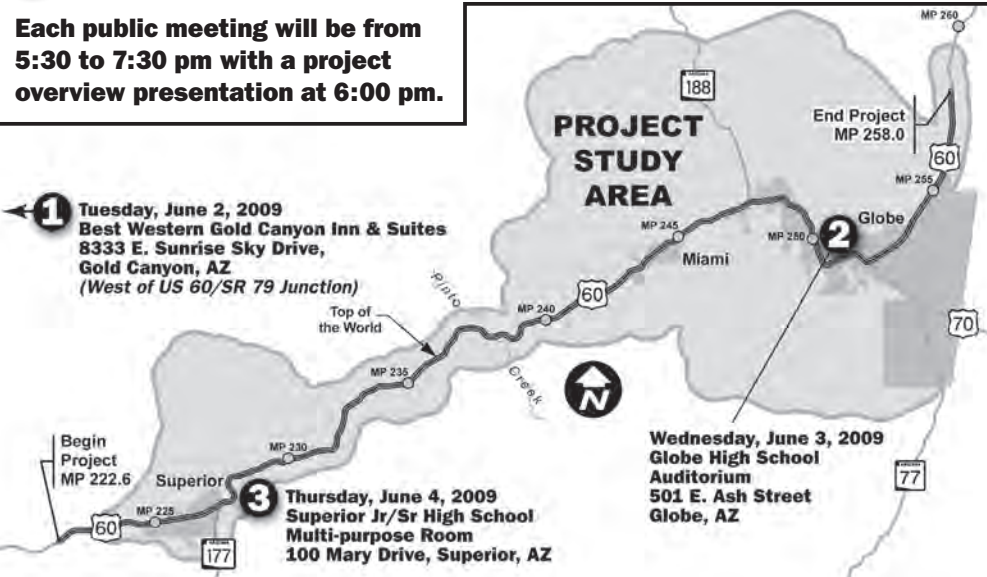 Each public meeting will be from
5:30 to 7:30 pm with a project
overview presentation at 6:00 pm.
MP 260
ARIZONA
188
PROJECT
STUDY
AREA
End Project
MP 258.0
60
MP 255
1
Tuesday, June 2, 2009
Best Western Gold Canyon Inn & Suites
8333 E. Sunrise Sky Drive,
Gold Canyon, AZ
(West of US 60/SR 79 Junction)
Globe
MP 245
MP 250
2
Miami
Pinto
Creek
Top of
the World
MP 240
60
70
MP 235
N
Begin
Project
MP 222.6
MP 230
Superior
Wednesday, June 3, 2009
Globe High School
Auditorium
501 E. Ash Street
Globe, AZ
ARIZONA
77
3
Thursday, June 4, 2009
Superior Jr/Sr High School
Multi-purpose Room
100 Mary Drive, Superior, AZ
MP 225
60
ARIZONA
177